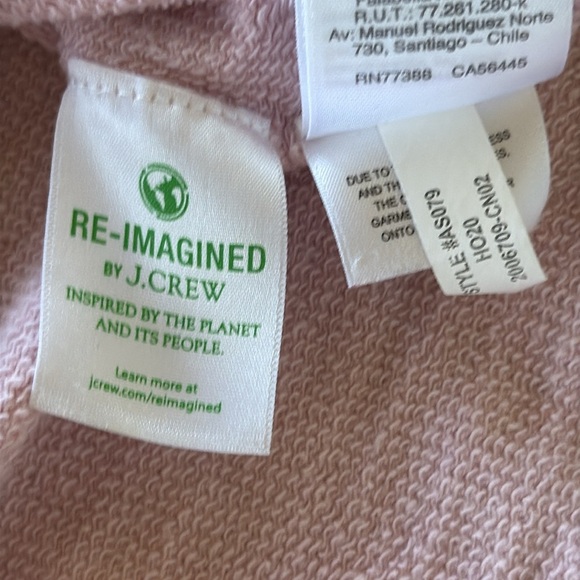 RE-IMAGINED
BY J.CREW
INSPIRED BY THE PLANET
AND ITS PEOPLE.
Learn more at
jcrew.com/reimagined
R.U.T.: 77.261.280-K
Av: Manuel Rodriguez Norte
730, Santiago – Chile
RN77388 CA56445
DUE TO
AND TH
THE
GARME
ONTO
ESS
STYLE #AS079
HO20
2006709-CN02